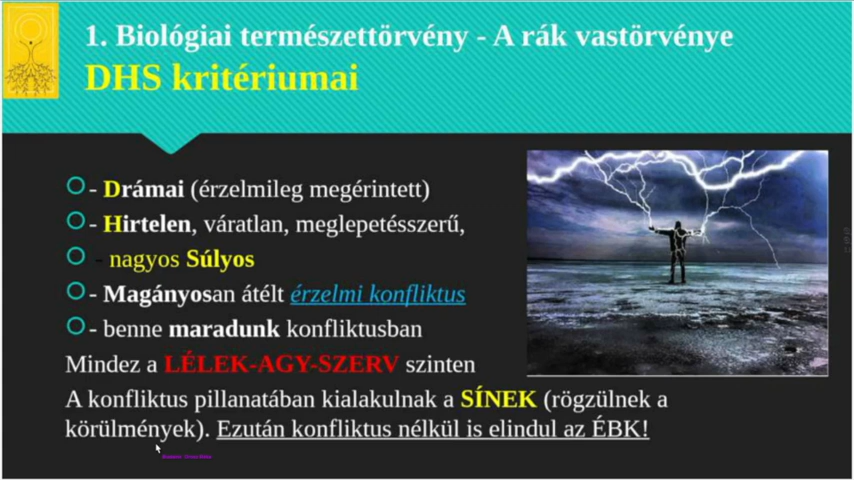 1. Biológiai természettörvény - A rák vastörvénye
DHS kritériumai
- Drámai (érzelmileg megérintett)
- Hirtelen, váratlan, meglepetésszerű,
- nagyos Súlyos
- Magányosan átélt érzelmi konfliktus
- benne maradunk konfliktusban
Mindez a LÉLEK-AGY-SZERV szinten
A konfliktus pillanatában kialakulnak a SÍNEK (rögzülnek a
körülmények). Ezután konfliktus nélkül is elindul az ÉBK!